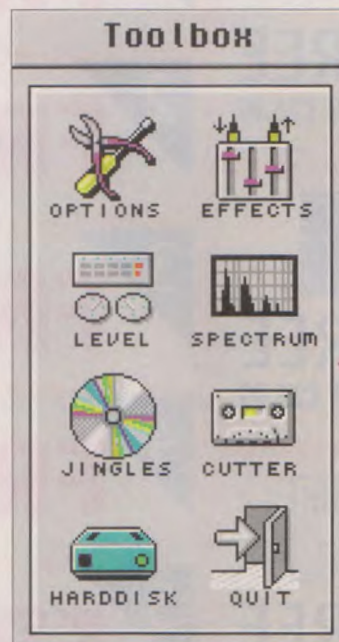 Toolbox
OPTIONS EFFECTS
LEVEL SPECTRUM
JINGLES CUTTER
HARDDISK QUIT